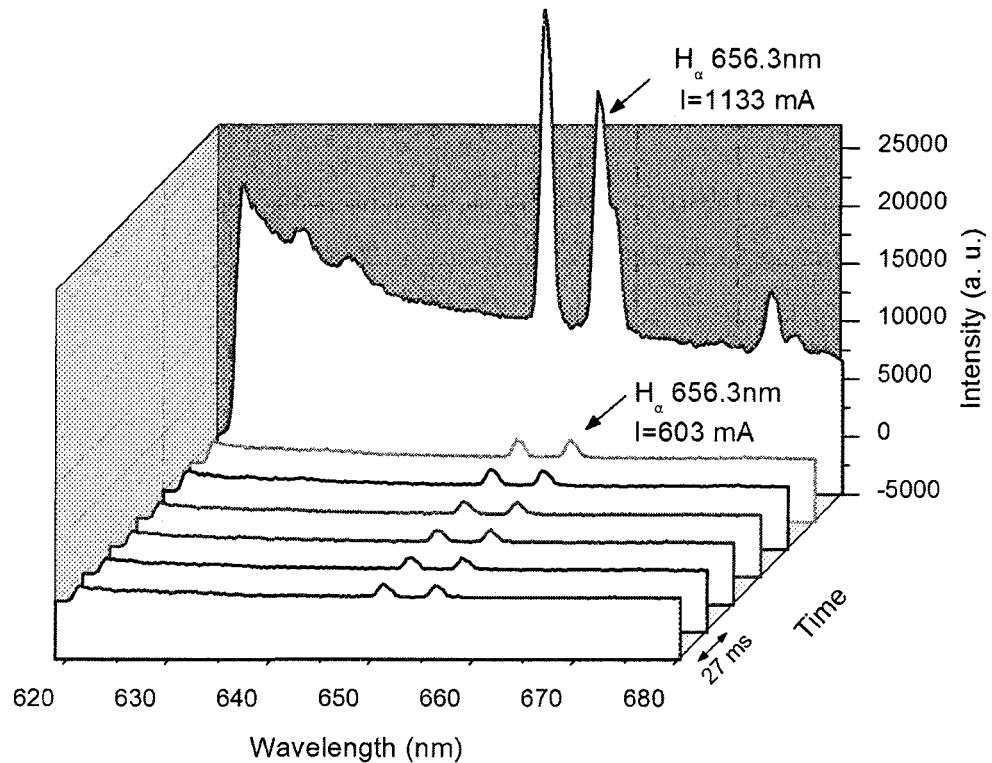 Hα 656.3nm
I=1133 mA
25000
20000
15000
10000
5000
0
-5000
Intensity (a. u.)
Hα 656.3nm
I=603 mA
Time
27 ms
620 630 640 650 660 670 680
Wavelength (nm)